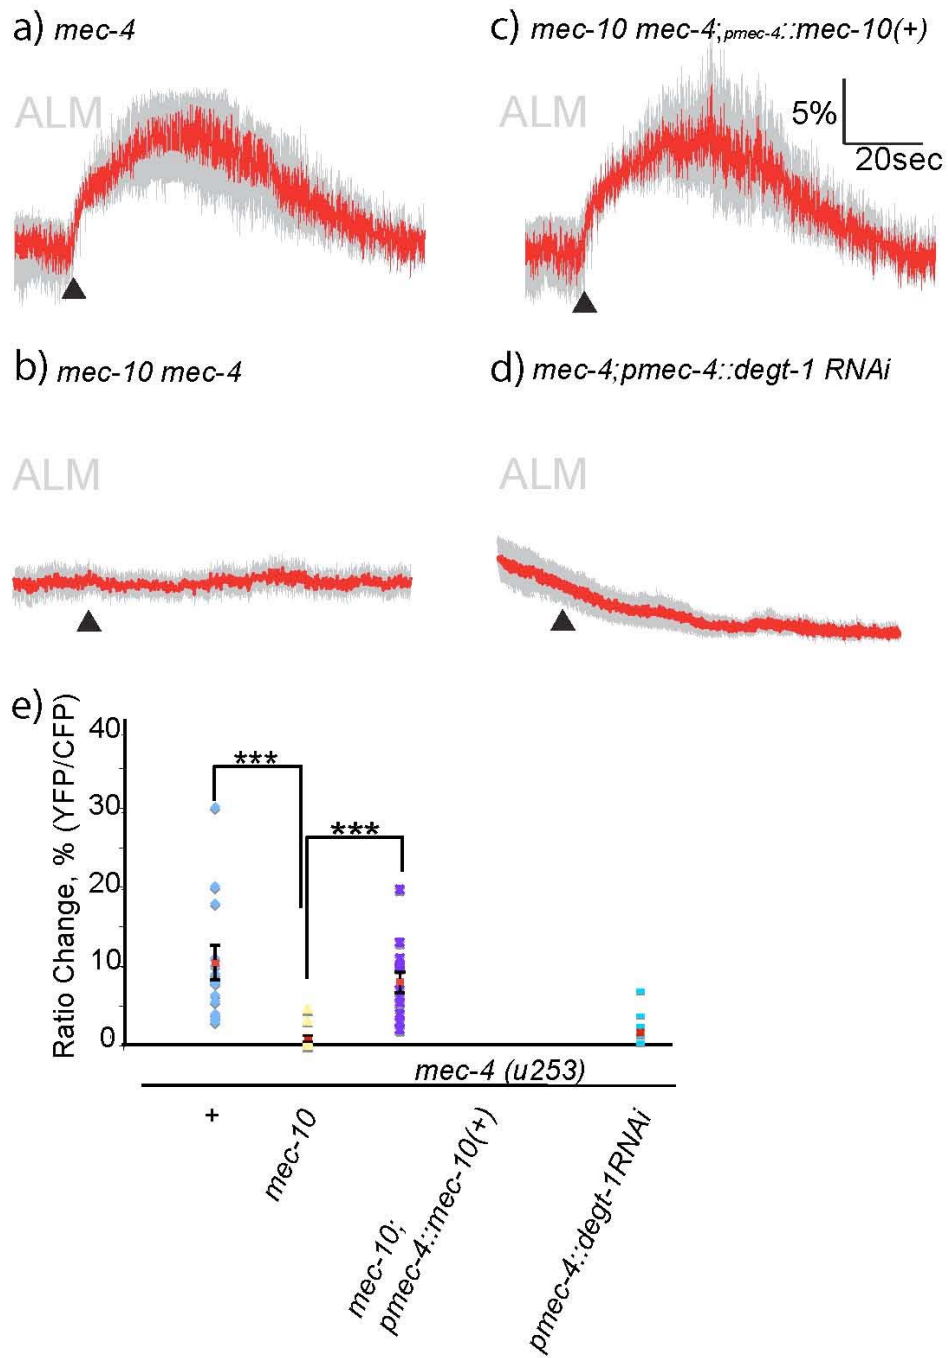 a) mec-4
ALM
c) mec-10 mec-4;pmec-4::mec-10(+)
ALM
5%
20sec
b) mec-10 mec-4
ALM
d) mec-4;pmec-4::degt-1 RNAi
ALM
e)
Ratio Change, % (YFP/CFP)
40
30
20
10
0
***
***
mec-4 (u253)
+
mec-10
mec-10;
pmec-4::mec-10(+)
pmec-4::degt-1RNAi